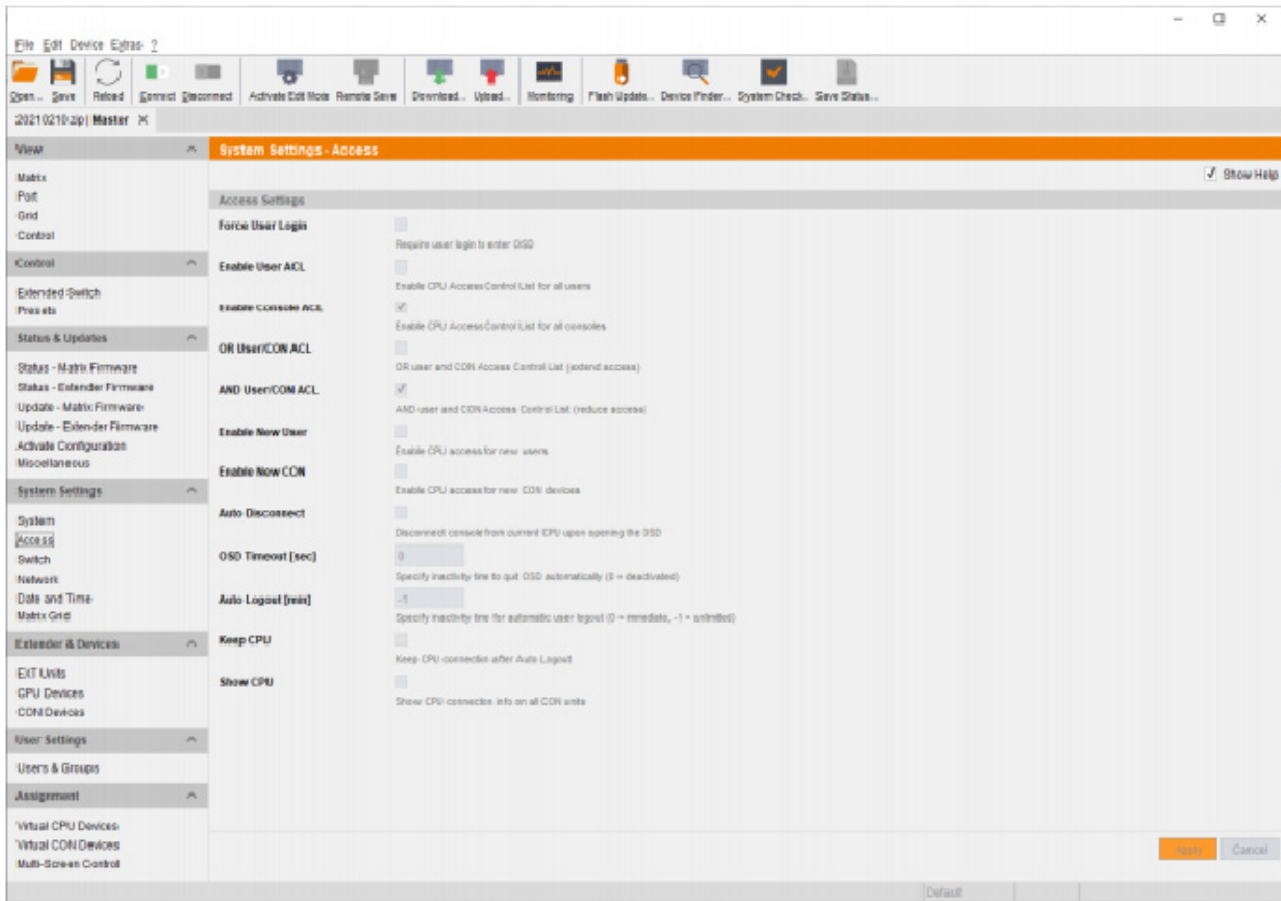 File Edit Device Extras ?
Open... Save Reload Connect Disconnect Activate Edit Mode Remote Save Download... Upload... Monitoring Flash Update... Device Finder... System Check... Save Status...
20210210.zip | Master
View
Matrix
Port
Grid
Control
Control
Extended Switch
Presets
Status & Updates
Status - Matrix Firmware
Status - Extender Firmware
Update - Matrix Firmware
Update - Extender Firmware
Activate Configuration
Miscellaneous
System Settings
System
Access
Switch
Network
Date and Time
Matrix Grid
Extender & Devices
EXT Units
CPU Devices
CON Devices
User Settings
Users & Groups
Assignment
Virtual CPU Devices
Virtual CON Devices
Multi-Screen Control
System Settings - Access
Show Help
Access Settings
Force User Login
Require user login to enter OSD
Enable User ACL
Enable CPU Access Control List for all users
Enable Console ACL
Enable CPU Access Control List for all consoles
OR User/CON ACL
OR user and CON Access Control List (extend access)
AND User/CON ACL
AND user and CON Access Control List (reduce access)
Enable New User
Enable CPU access for new users
Enable New CON
Enable CPU access for new CON devices
Auto Disconnect
Disconnect console from current CPU upon opening the OSD
OSD Timeout [sec] 0
Specify inactivity time to quit OSD automatically (0 = deactivated)
Auto Logout [min] -1
Specify inactivity time for automatic user logout (0 = immediate, -1 = unlimited)
Keep CPU
Keep CPU connection after Auto Logout
Show CPU
Show CPU connection info on all CON units
Apply Cancel
Default